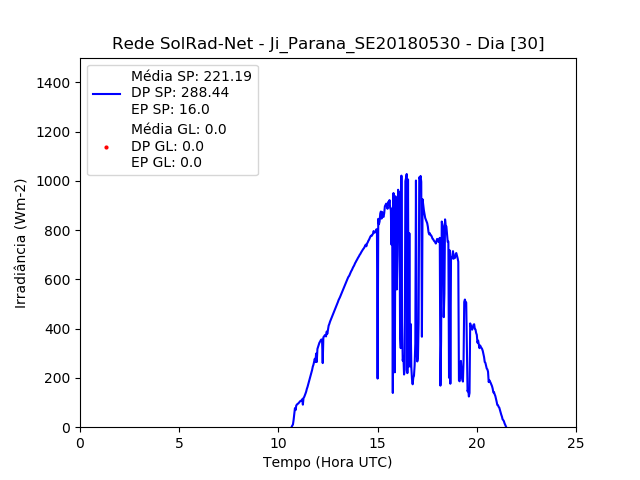 Rede SolRad-Net - Ji_Parana_SE20180530 - Dia [30]
Média SP: 221.19
DP SP: 288.44
EP SP: 16.0
Média GL: 0.0
DP GL: 0.0
EP GL: 0.0
Irradiância (Wm-2)
1400
1200
1000
800
600
400
200
0
0 5 10 15 20 25
Tempo (Hora UTC)